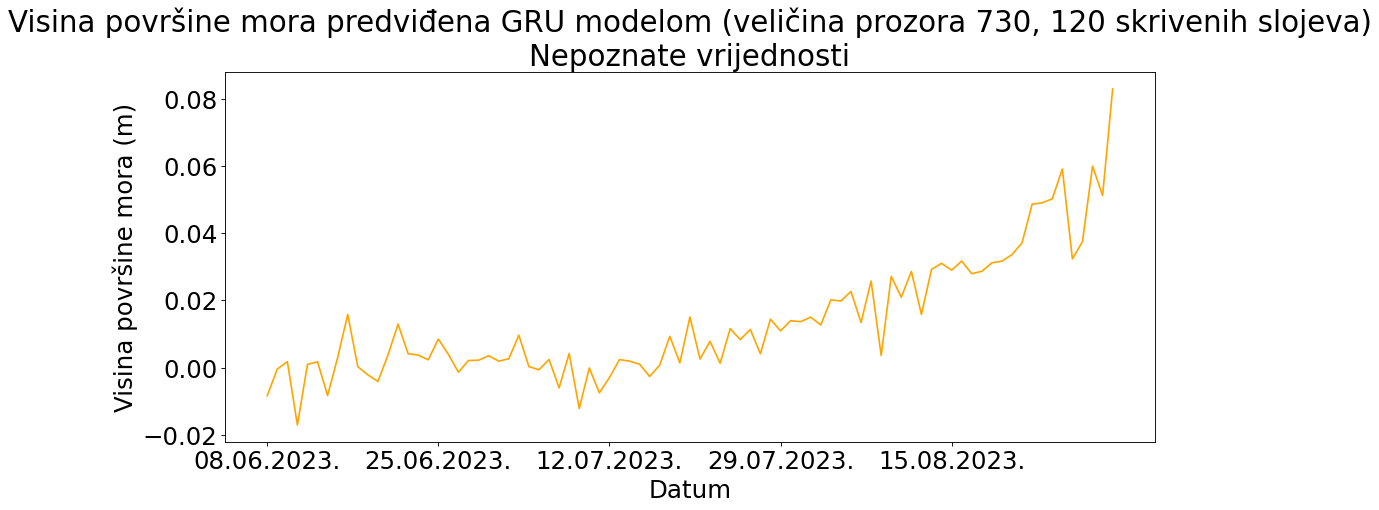 Visina površine mora predviđena GRU modelom (veličina prozora 730, 120 skrivenih slojeva)
Nepoznate vrijednosti
Visina površine mora (m)
0.08
0.06
0.04
0.02
0.00
−0.02
08.06.2023. 25.06.2023. 12.07.2023. 29.07.2023. 15.08.2023.
Datum